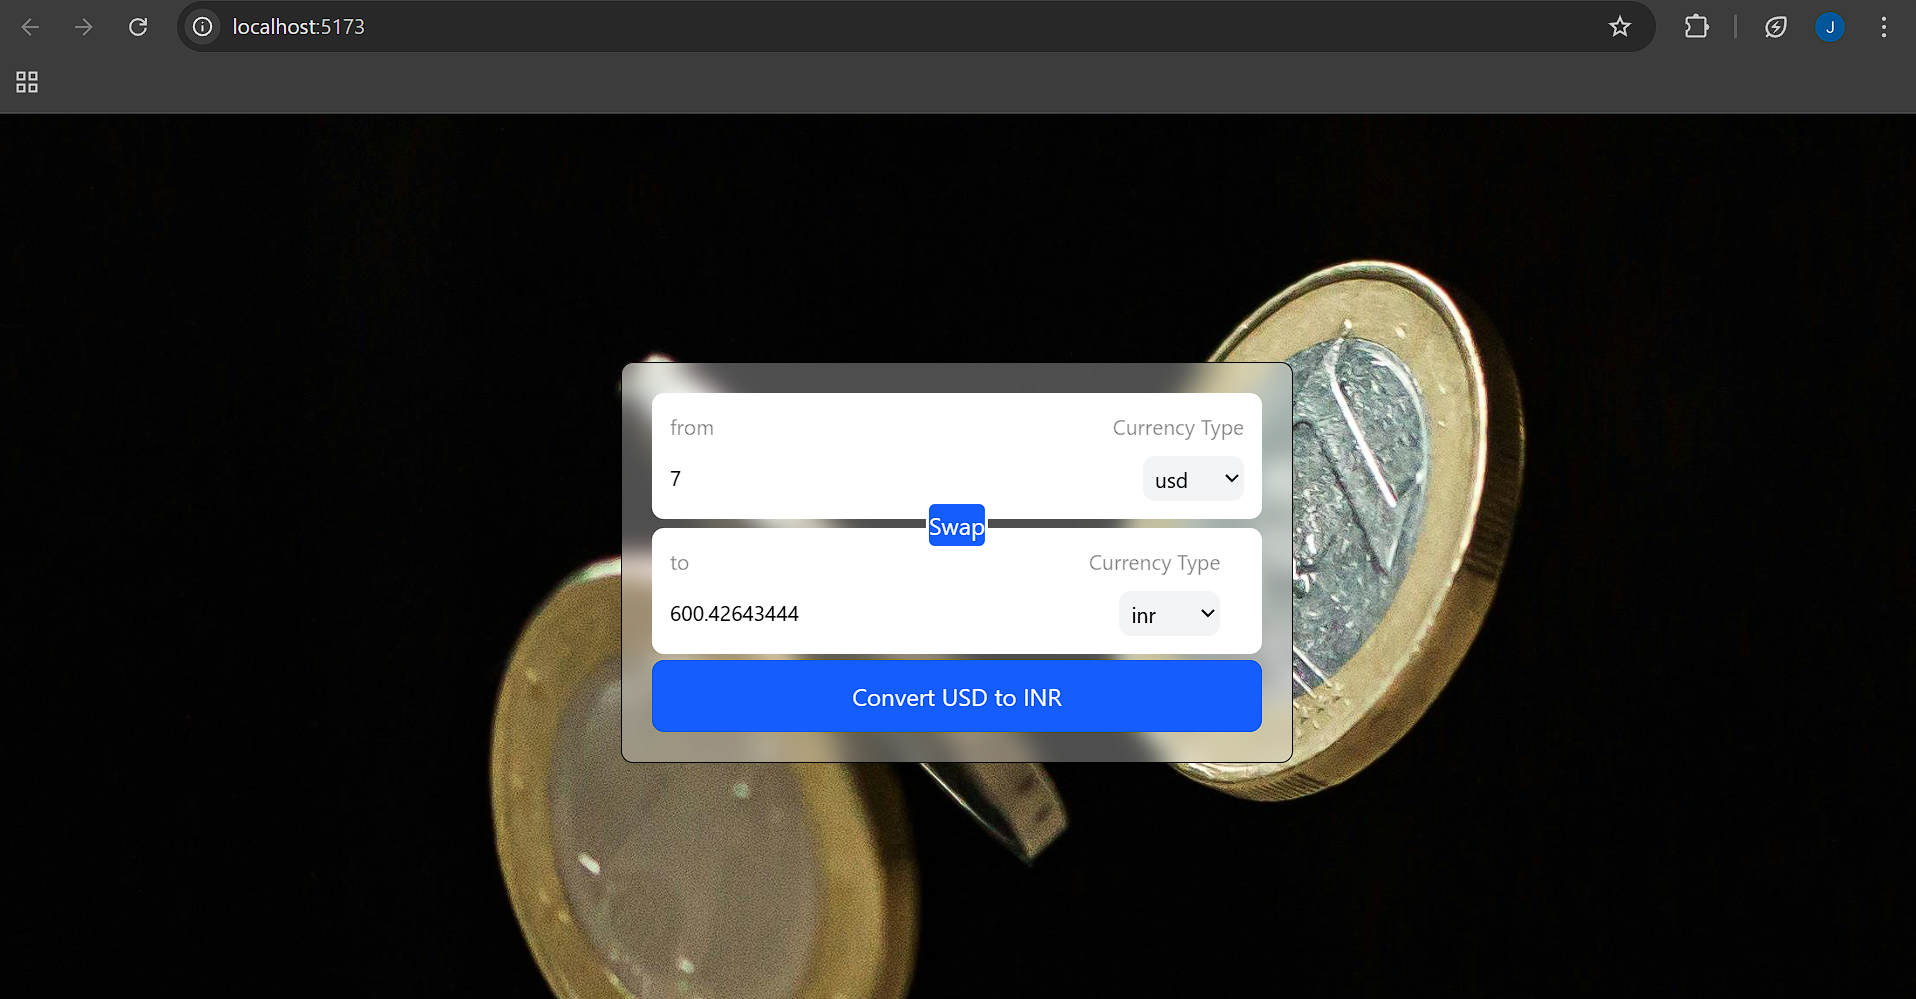 localhost:5173
J
from
Currency Type
7
usd
Swap
to
Currency Type
600.42643444
inr
Convert USD to INR